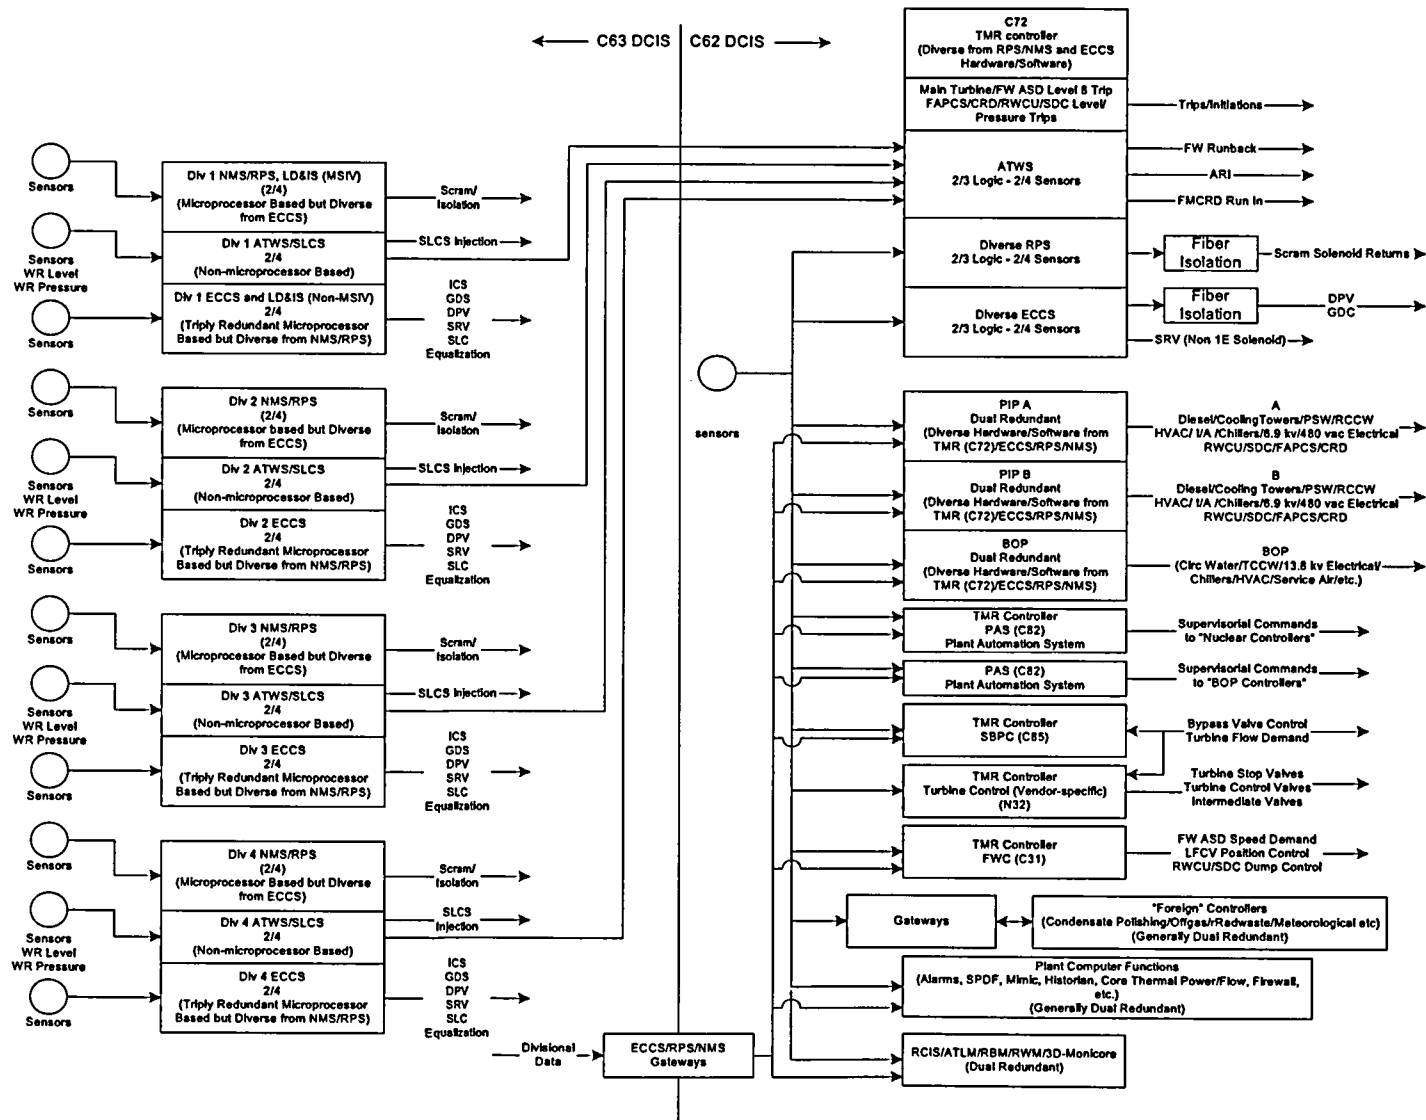 C63 DCIS
C62 DCIS
Sensors
Div 1 NMS/RPS, LD&IS (MSIV)
(2/4)
(Microprocessor Based but Diverse
from ECCS)
Scram/
Isolation
Sensors
WR Level
WR Pressure
Div 1 ATWS/SLCS
2/4
(Non-microprocessor Based)
SLCS Injection
Sensors
Div 1 ECCS and LD&IS (Non-MSIV)
2/4
(Triply Redundant Microprocessor
Based but Diverse from NMS/RPS)
ICS
GDS
DPV
SRV
SLC
Equalization
Sensors
Div 2 NMS/RPS
(2/4)
(Microprocessor based but Diverse
from ECCS)
Scram/
Isolation
Sensors
WR Level
WR Pressure
Div 2 ATWS/SLCS
2/4
(Non-microprocessor Based)
SLCS Injection
Sensors
Div 2 ECCS
2/4
(Triply Redundant Microprocessor
Based but Diverse from NMS/RPS)
ICS
GDS
DPV
SRV
SLC
Equalization
Sensors
Div 3 NMS/RPS
(2/4)
(Microprocessor Based but Diverse
from ECCS)
Scram/
Isolation
Sensors
WR Level
WR Pressure
Div 3 ATWS/SLCS
2/4
(Non-microprocessor Based)
SLCS Injection
Sensors
Div 3 ECCS
2/4
(Triply Redundant Microprocessor
Based but Diverse from NMS/RPS)
ICS
GDS
DPV
SRV
SLC
Equalization
Sensors
Div 4 NMS/RPS
(2/4)
(Microprocessor Based but Diverse
from ECCS)
Scram/
Isolation
Sensors
WR Level
WR Pressure
Div 4 ATWS/SLCS
2/4
(Non-microprocessor Based)
SLCS
Injection
Sensors
Div 4 ECCS
2/4
(Triply Redundant Microprocessor
Based but Diverse from NMS/RPS)
ICS
GDS
DPV
SRV
SLC
Equalization
Divisional
Data
ECCS/RPS/NMS
Gateways
sensors
C72
TMR controller
(Diverse from RPS/NMS and ECCS
Hardware/Software)
Main Turbine/FW ASD Level 8 Trip
FAPCS/CRD/RWCU/SDC Level/
Pressure Trips
Trips/Initiations
ATWS
2/3 Logic - 2/4 Sensors
FW Runback
ARI
FMCRD Run In
Diverse RPS
2/3 Logic - 2/4 Sensors
Fiber
Isolation
Scram Solenoid Returns
Diverse ECCS
2/3 Logic - 2/4 Sensors
Fiber
Isolation
DPV
GDC
SRV (Non 1E Solenoid)
PIP A
Dual Redundant
(Diverse Hardware/Software from
TMR (C72)/ECCS/RPS/NMS)
A
Diesel/CoolingTowers/PSW/RCCW
HVAC/ I/A /Chillers/6.9 kv/480 vac Electrical
RWCU/SDC/FAPCS/CRD
PIP B
Dual Redundant
(Diverse Hardware/Software from
TMR (C72)/ECCS/RPS/NMS)
B
Diesel/Cooling Towers/PSW/RCCW
HVAC/ I/A /Chillers/6.9 kv/480 vac Electrical
RWCU/SDC/FAPCS/CRD
BOP
Dual Redundant
(Diverse Hardware/Software from
TMR (C72)/ECCS/RPS/NMS)
BOP
(Circ Water/TCCW/13.8 kv Electrical/
Chillers/HVAC/Service Air/etc.)
TMR Controller
PAS (C82)
Plant Automation System
Supervisorial Commands
to "Nuclear Controllers"
PAS (C82)
Plant Automation System
Supervisorial Commands
to "BOP Controllers"
TMR Controller
SBPC (C85)
Bypass Valve Control
Turbine Flow Demand
TMR Controller
Turbine Control (Vendor-specific)
(N32)
Turbine Stop Valves
Turbine Control Valves
Intermediate Valves
TMR Controller
FWC (C31)
FW ASD Speed Demand
LFCV Position Control
RWCU/SDC Dump Control
Gateways
"Foreign" Controllers
(Condensate Polishing/Offgas/rRadwaste/Meteorological etc)
(Generally Dual Redundant)
Plant Computer Functions
(Alarms, SPDF, Mimic, Historian, Core Thermal Power/Flow, Firewall,
etc.)
(Generally Dual Redundant)
RCIS/ATLM/RBM/RWM/3D-Monicore
(Dual Redundant)